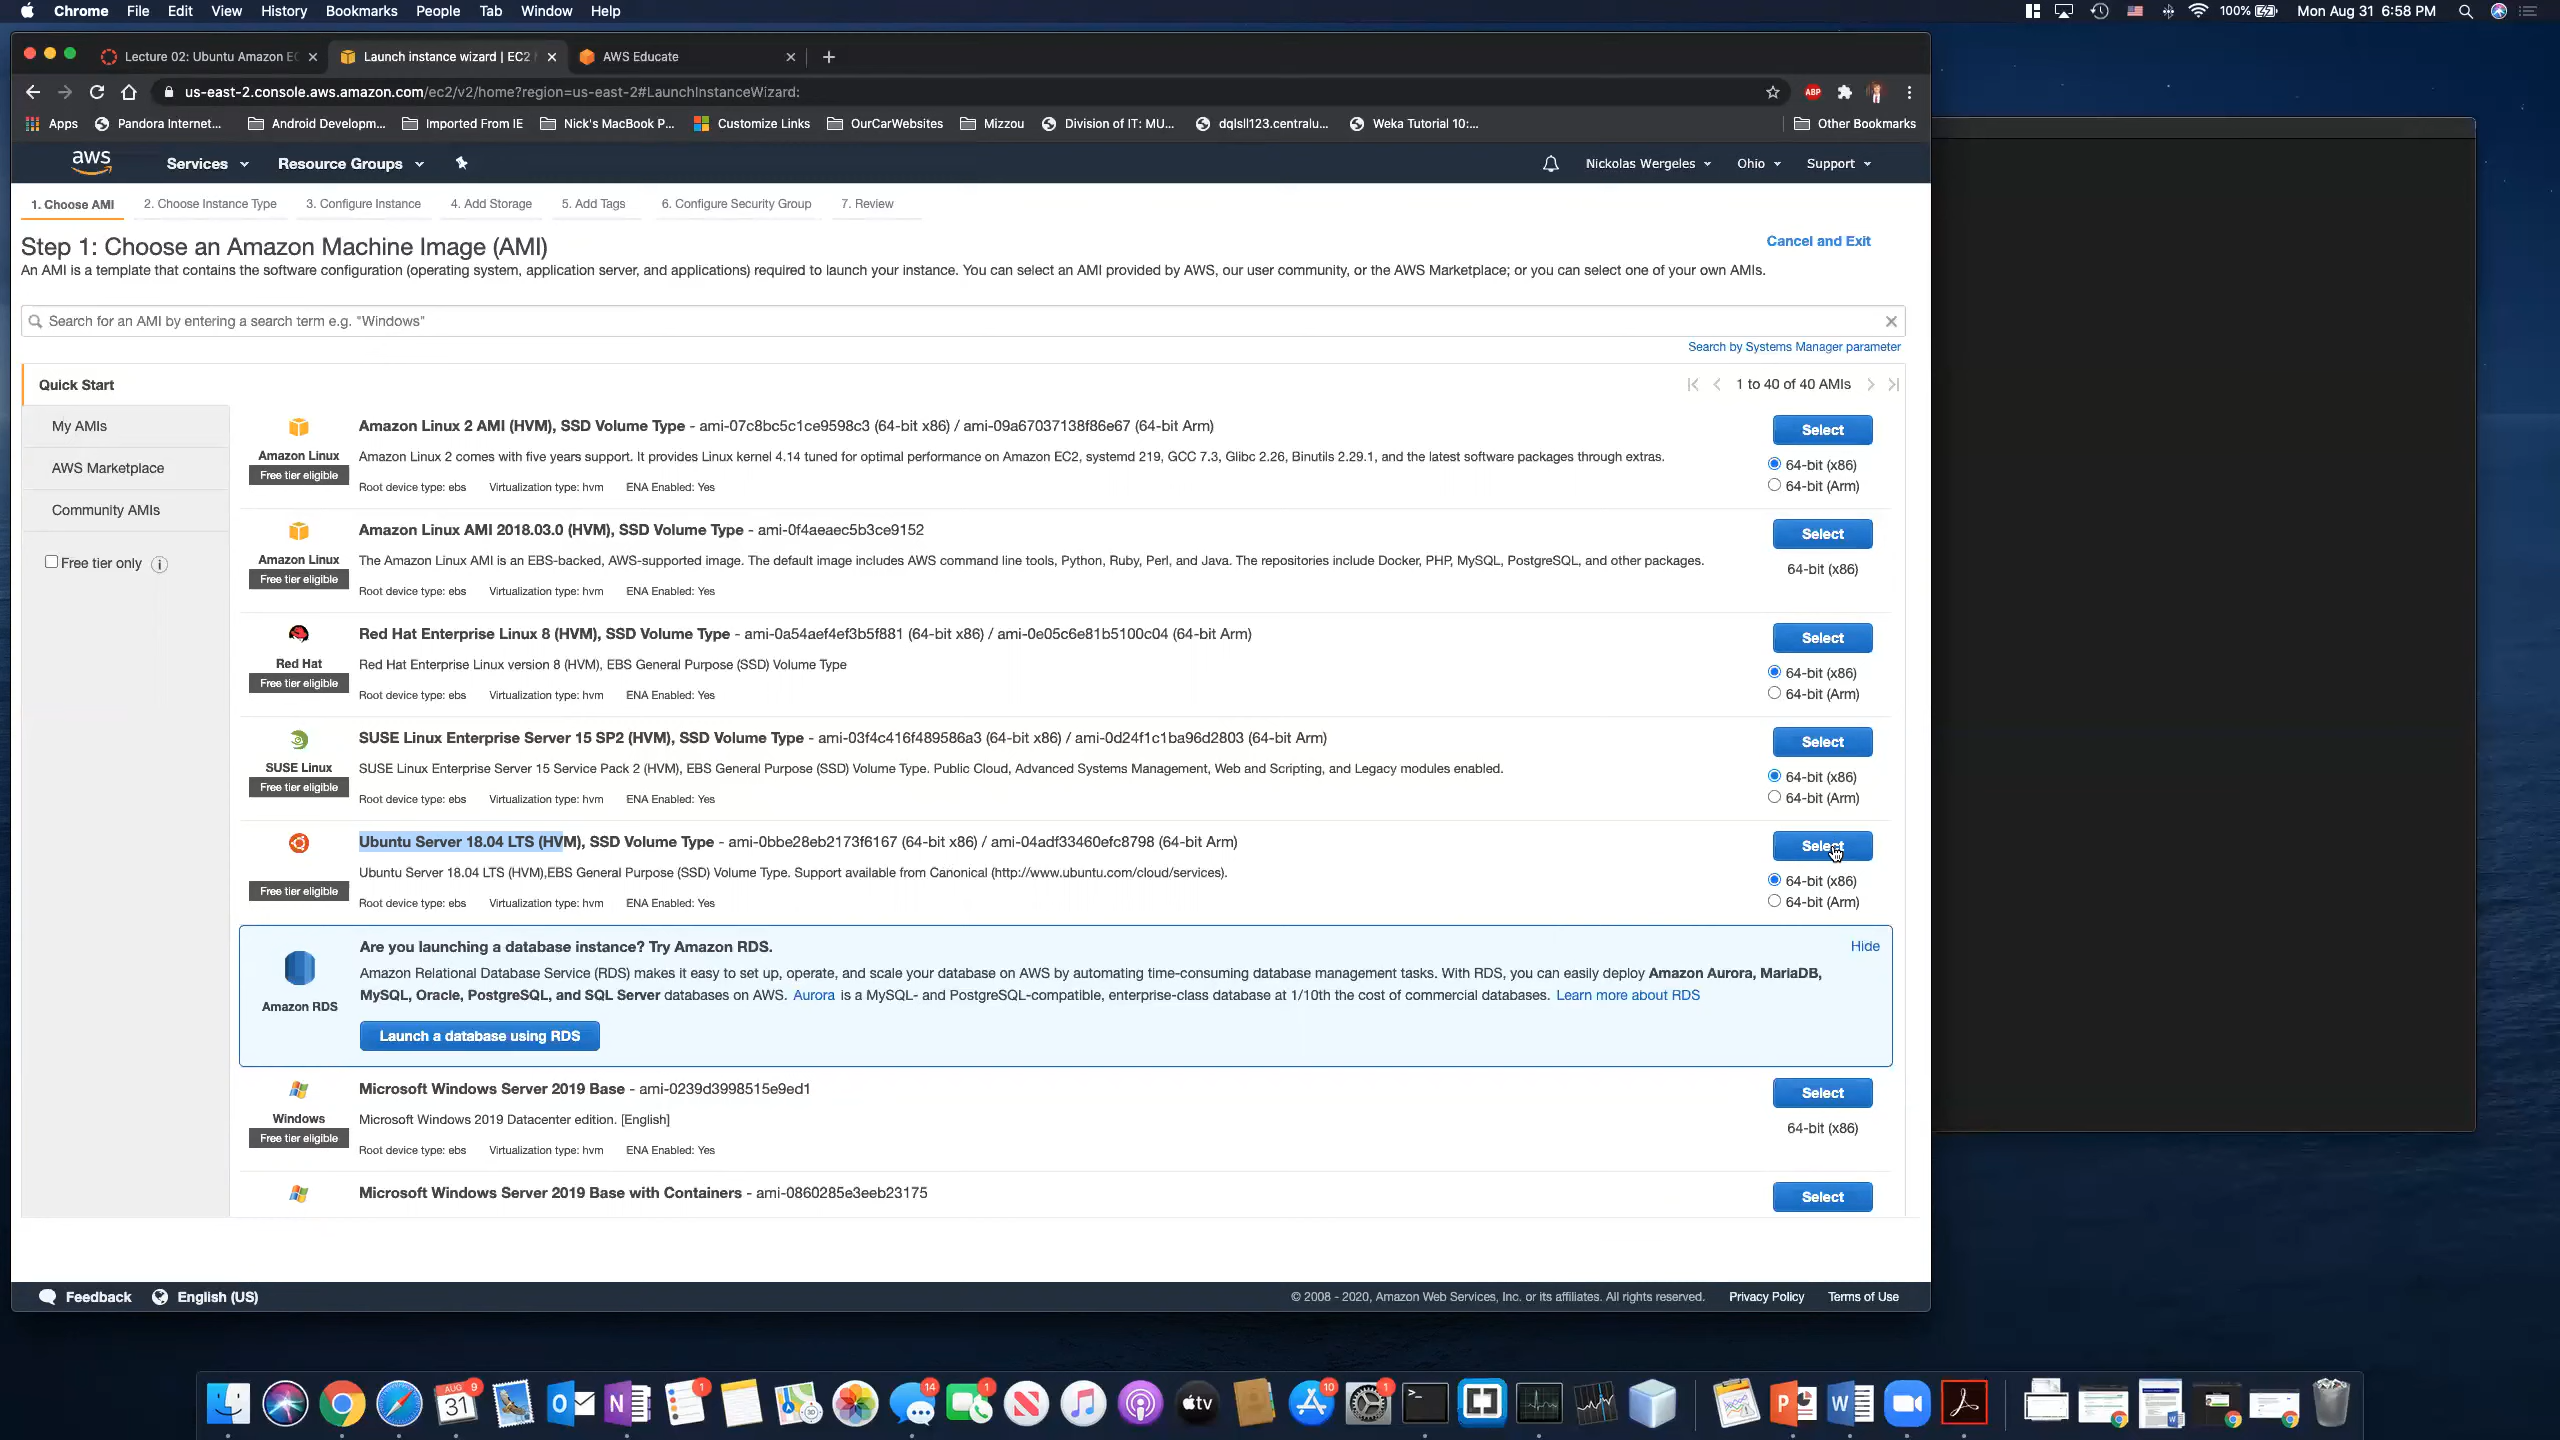 Chrome File Edit View History Bookmarks People Tab Window Help 100% Mon Aug 31 6:58 PM
Lecture 02: Ubuntu Amazon EC Launch instance wizard | EC2 AWS Educate
us-east-2.console.aws.amazon.com/ec2/v2/home?region=us-east-2#LaunchInstanceWizard: ABP
Apps Pandora Internet... Android Developm... Imported From IE Nick's MacBook P... Customize Links OurCarWebsites Mizzou Division of IT: MU... dqlsll123.centralu... Weka Tutorial 10:... Other Bookmarks
aws Services Resource Groups Nickolas Wergeles Ohio Support
1. Choose AMI 2. Choose Instance Type 3. Configure Instance 4. Add Storage 5. Add Tags 6. Configure Security Group 7. Review
Step 1: Choose an Amazon Machine Image (AMI) Cancel and Exit
An AMI is a template that contains the software configuration (operating system, application server, and applications) required to launch your instance. You can select an AMI provided by AWS, our user community, or the AWS Marketplace; or you can select one of your own AMIs.
Search for an AMI by entering a search term e.g. "Windows"
Search by Systems Manager parameter
Quick Start 1 to 40 of 40 AMIs
My AMIs
AWS Marketplace
Community AMIs
Free tier only
Amazon Linux 2 AMI (HVM), SSD Volume Type - ami-07c8bc5c1ce9598c3 (64-bit x86) / ami-09a67037138f86e67 (64-bit Arm) Select
Amazon Linux Amazon Linux 2 comes with five years support. It provides Linux kernel 4.14 tuned for optimal performance on Amazon EC2, systemd 219, GCC 7.3, Glibc 2.26, Binutils 2.29.1, and the latest software packages through extras. 64-bit (x86)
Free tier eligible Root device type: ebs Virtualization type: hvm ENA Enabled: Yes 64-bit (Arm)
Amazon Linux AMI 2018.03.0 (HVM), SSD Volume Type - ami-0f4aeaec5b3ce9152 Select
Amazon Linux The Amazon Linux AMI is an EBS-backed, AWS-supported image. The default image includes AWS command line tools, Python, Ruby, Perl, and Java. The repositories include Docker, PHP, MySQL, PostgreSQL, and other packages. 64-bit (x86)
Free tier eligible Root device type: ebs Virtualization type: hvm ENA Enabled: Yes
Red Hat Enterprise Linux 8 (HVM), SSD Volume Type - ami-0a54aef4ef3b5f881 (64-bit x86) / ami-0e05c6e81b5100c04 (64-bit Arm) Select
Red Hat Red Hat Enterprise Linux version 8 (HVM), EBS General Purpose (SSD) Volume Type 64-bit (x86)
Free tier eligible Root device type: ebs Virtualization type: hvm ENA Enabled: Yes 64-bit (Arm)
SUSE Linux Enterprise Server 15 SP2 (HVM), SSD Volume Type - ami-03f4c416f489586a3 (64-bit x86) / ami-0d24f1c1ba96d2803 (64-bit Arm) Select
SUSE Linux SUSE Linux Enterprise Server 15 Service Pack 2 (HVM), EBS General Purpose (SSD) Volume Type. Public Cloud, Advanced Systems Management, Web and Scripting, and Legacy modules enabled. 64-bit (x86)
Free tier eligible Root device type: ebs Virtualization type: hvm ENA Enabled: Yes 64-bit (Arm)
Ubuntu Server 18.04 LTS (HVM), SSD Volume Type - ami-0bbe28eb2173f6167 (64-bit x86) / ami-04adf33460efc8798 (64-bit Arm) Select
Ubuntu Server 18.04 LTS (HVM),EBS General Purpose (SSD) Volume Type. Support available from Canonical (http://www.ubuntu.com/cloud/services). 64-bit (x86)
Free tier eligible Root device type: ebs Virtualization type: hvm ENA Enabled: Yes 64-bit (Arm)
Are you launching a database instance? Try Amazon RDS. Hide
Amazon Relational Database Service (RDS) makes it easy to set up, operate, and scale your database on AWS by automating time-consuming database management tasks. With RDS, you can easily deploy Amazon Aurora, MariaDB,
MySQL, Oracle, PostgreSQL, and SQL Server databases on AWS. Aurora is a MySQL- and PostgreSQL-compatible, enterprise-class database at 1/10th the cost of commercial databases. Learn more about RDS
Amazon RDS
Launch a database using RDS
Microsoft Windows Server 2019 Base - ami-0239d3998515e9ed1 Select
Windows Microsoft Windows 2019 Datacenter edition. [English] 64-bit (x86)
Free tier eligible Root device type: ebs Virtualization type: hvm ENA Enabled: Yes
Microsoft Windows Server 2019 Base with Containers - ami-0860285e3eeb23175 Select
Feedback English (US) © 2008 - 2020, Amazon Web Services, Inc. or its affiliates. All rights reserved. Privacy Policy Terms of Use
AUG 31 9 1 14 1 tv 10 1